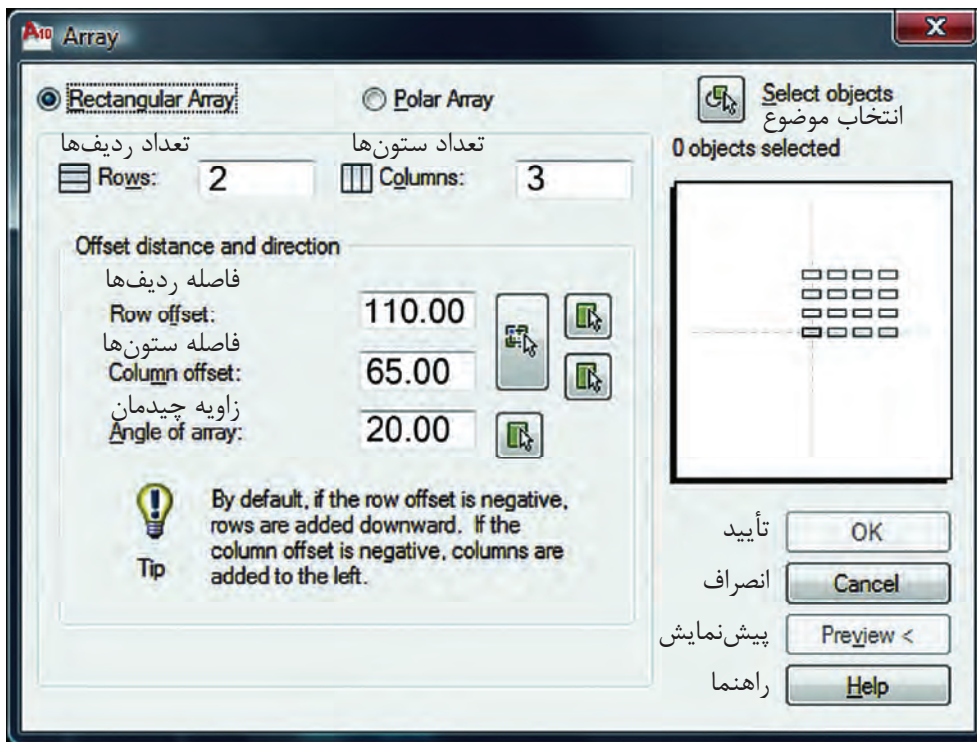 A10 Array
Rectangular Array Polar Array
Select objects
انتخاب موضوع
0 objects selected
تعداد ردیف‌ها تعداد ستون‌ها
Rows: 2 Columns: 3
Offset distance and direction
فاصله ردیف‌ها
Row offset: 110.00
فاصله ستون‌ها
Column offset: 65.00
زاویه چیدمان
Angle of array: 20.00
By default, if the row offset is negative,
rows are added downward. If the
column offset is negative, columns are
added to the left.
Tip
تأیید OK
انصراف Cancel
پیش‌نمایش Preview <
راهنما Help